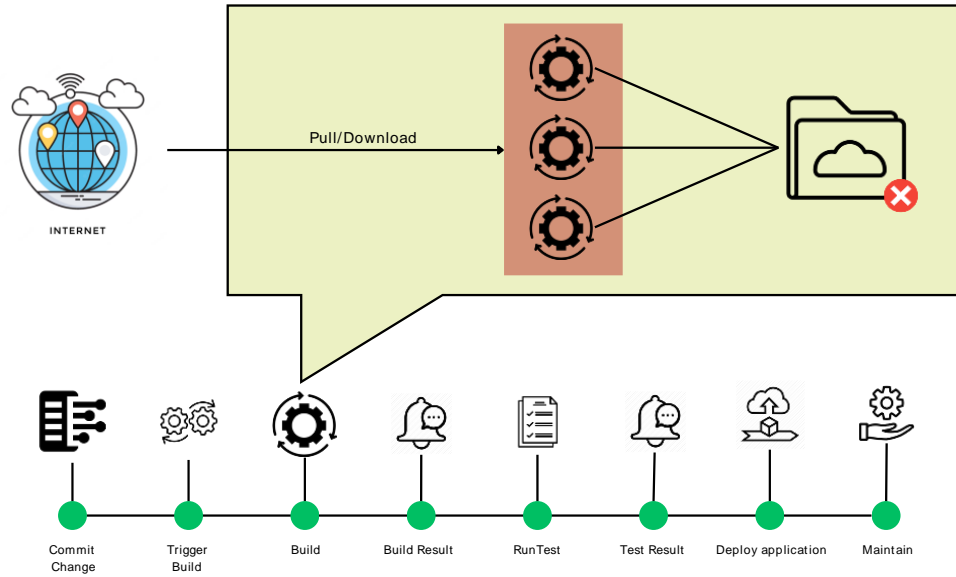 Pull/Download
INTERNET
Commit
Change
Trigger
Build
Build
Build Result
RunTest
Test Result
Deploy application
Maintain